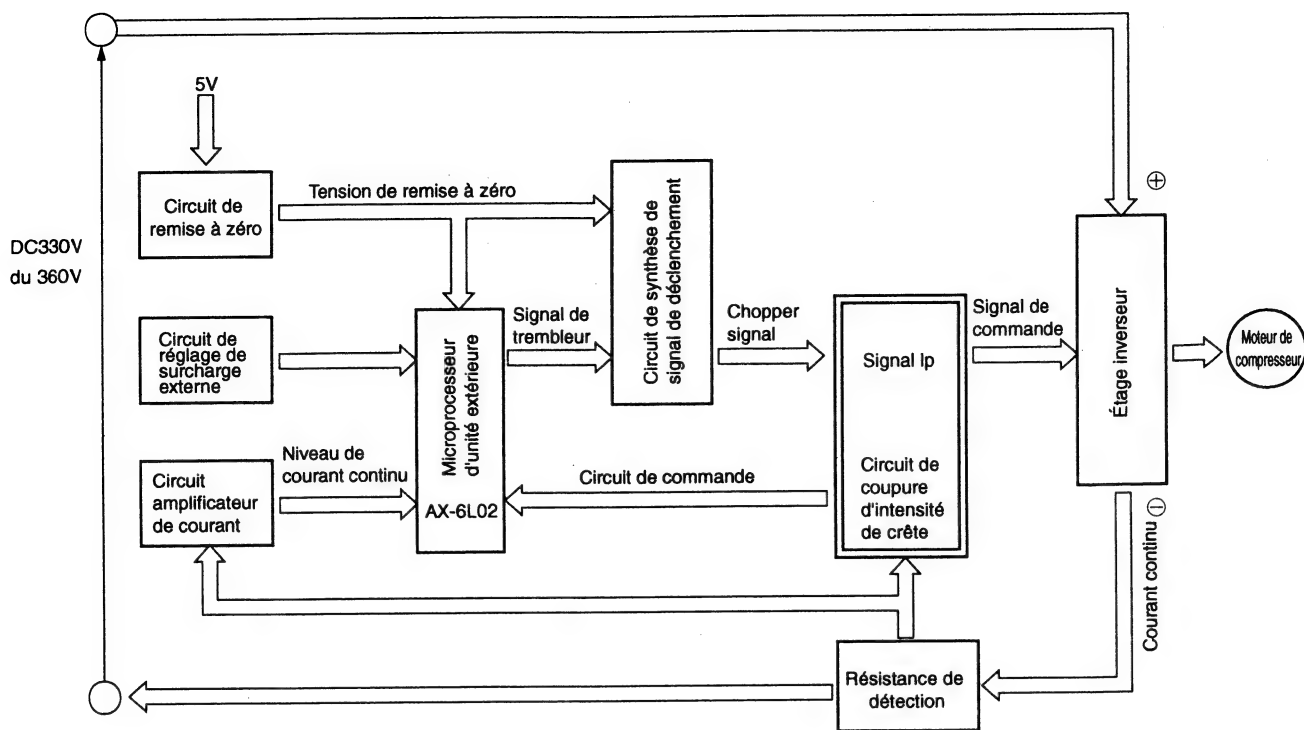 5V
Circuit de
remise à zéro
Tension de remise à zéro
DC330V
du 360V
Circuit de
réglage de
surcharge
externe
Circuit
amplificateur
de courant
Niveau de
courant continu
Microprocesseur
d'unité extérieure
AX-6L02
Signal de
trembleur
Circuit de synthèse de
signal de déclenchement
Chopper
signal
Circuit de commande
Signal Ip
Circuit de
coupure
d'intensité
de crête
Signal de
commande
+
Étage inverseur
Moteur de
compresseur
Courant continu −
Résistance de
détection